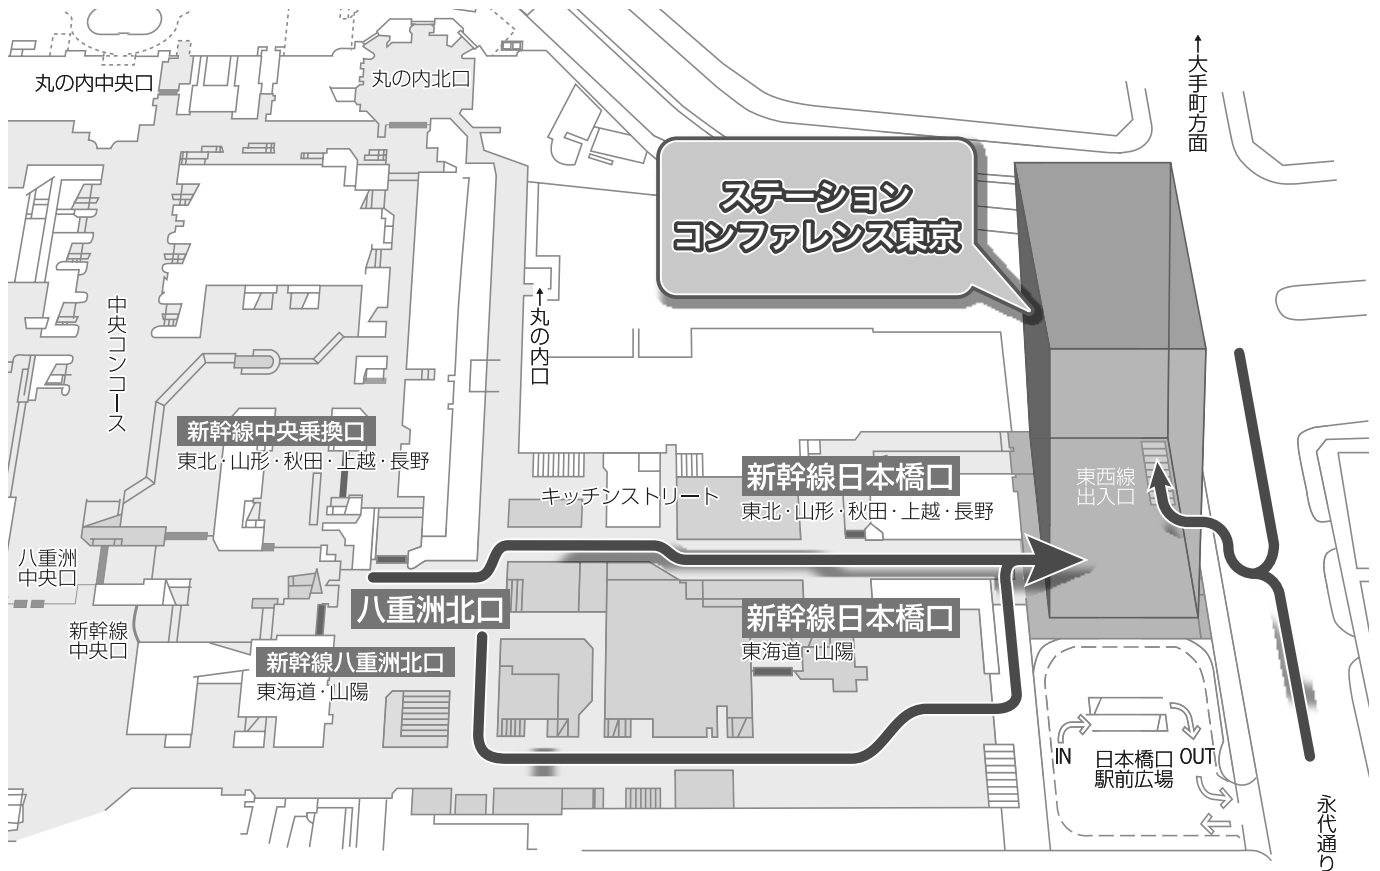 丸の内中央口
丸の内北口
↑大手町方面
ステーション
コンファレンス東京
中央コンコース
↑丸の内口
新幹線中央乗換口
東北・山形・秋田・上越・長野
キッチンストリート
新幹線日本橋口
東北・山形・秋田・上越・長野
東西線
出入口
八重洲
中央口
八重洲北口
新幹線
中央口
新幹線八重洲北口
東海道・山陽
新幹線日本橋口
東海道・山陽
IN
日本橋口
駅前広場
OUT
永代通り